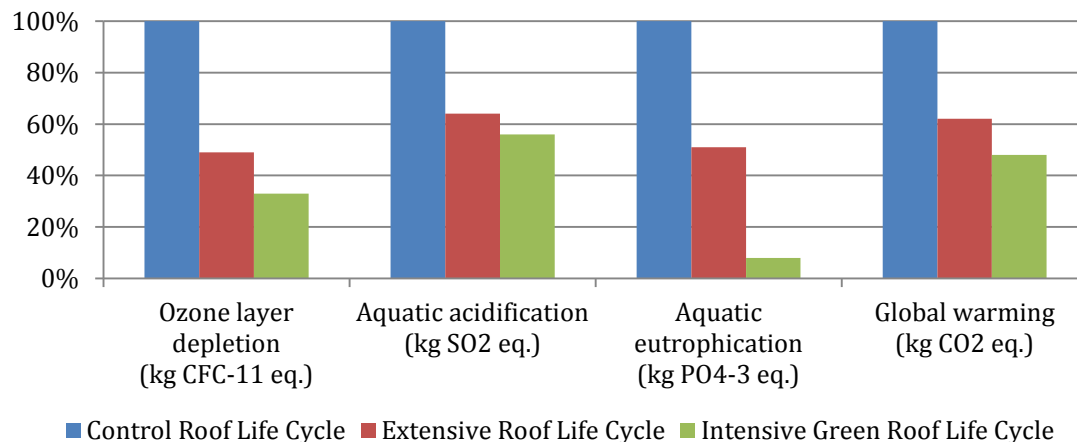 100%
80%
60%
40%
20%
0%
Ozone layer
depletion
(kg CFC-11 eq.)
Aquatic acidification
(kg SO2 eq.)
Aquatic
eutrophication
(kg PO4-3 eq.)
Global warming
(kg CO2 eq.)
Control Roof Life Cycle
Extensive Roof Life Cycle
Intensive Green Roof Life Cycle